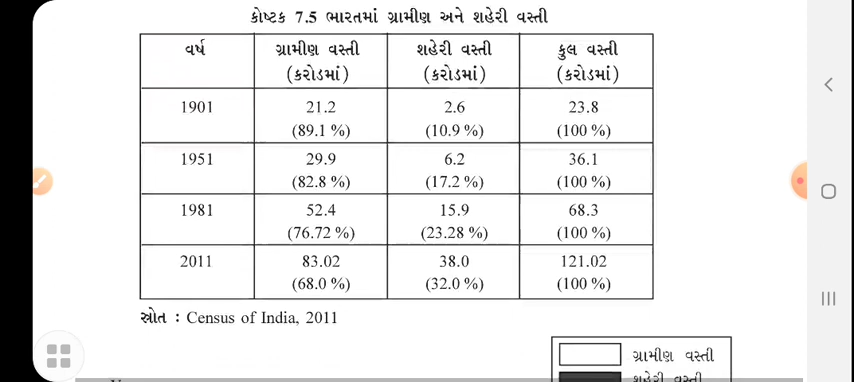 કોષ્ટક 7.5 ભારતમાં ગ્રામીણ અને શહેરી વસ્તી
વર્ષ ગ્રામીણ વસ્તી શહેરી વસ્તી કુલ વસ્તી
(કરોડમાં) (કરોડમાં) (કરોડમાં)
1901 21.2 2.6 23.8
(89.1 %) (10.9 %) (100 %)
1951 29.9 6.2 36.1
(82.8 %) (17.2 %) (100 %)
1981 52.4 15.9 68.3
(76.72 %) (23.28 %) (100 %)
2011 83.02 38.0 121.02
(68.0 %) (32.0 %) (100 %)
સ્રોત : Census of India, 2011
ગ્રામીણ વસ્તી
શહેરી વસ્તી